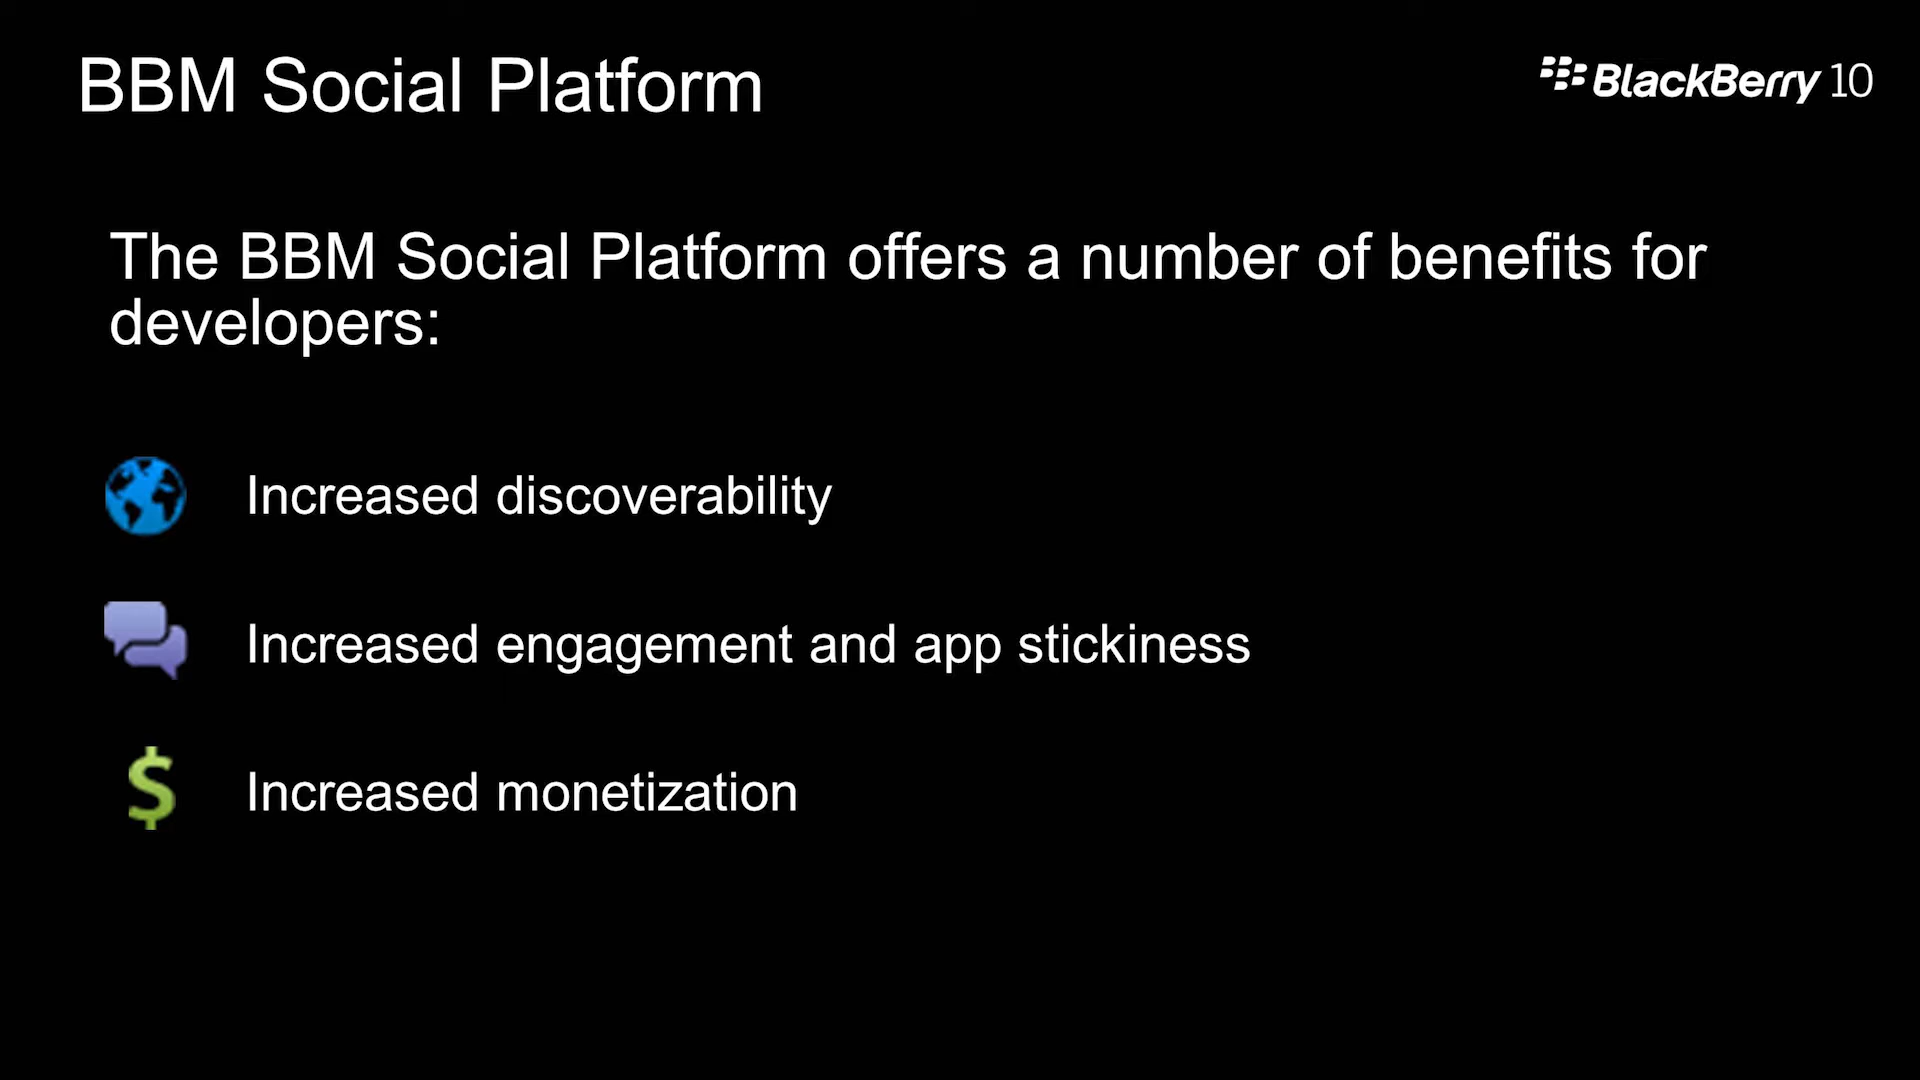 BBM Social Platform
BlackBerry 10
The BBM Social Platform offers a number of benefits for
developers:
Increased discoverability
Increased engagement and app stickiness
$
Increased monetization